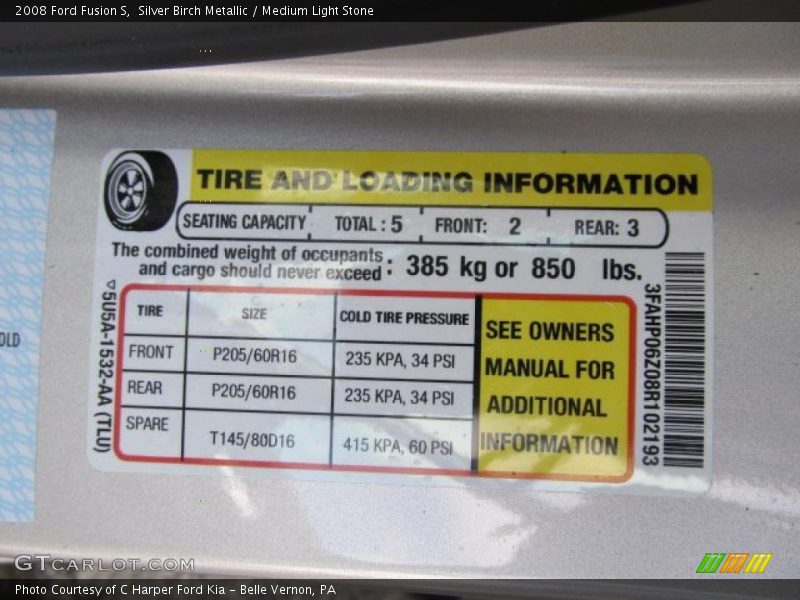 2008 Ford Fusion S,  Silver Birch Metallic / Medium Light Stone
TIRE AND LOADING INFORMATION
SEATING CAPACITY TOTAL : 5 FRONT: 2 REAR: 3
The combined weight of occupants
and cargo should never exceed : 385 kg or 850 lbs.
TIRE SIZE COLD TIRE PRESSURE
FRONT P205/60R16 235 KPA, 34 PSI
REAR P205/60R16 235 KPA, 34 PSI
SPARE T145/80D16 415 KPA, 60 PSI
SEE OWNERS
MANUAL FOR
ADDITIONAL
INFORMATION
▽5U5A-1532-AA (TLU)
3FAHP06Z08R102193
OLD
GTCARLOT.COM
Photo Courtesy of C Harper Ford Kia - Belle Vernon, PA